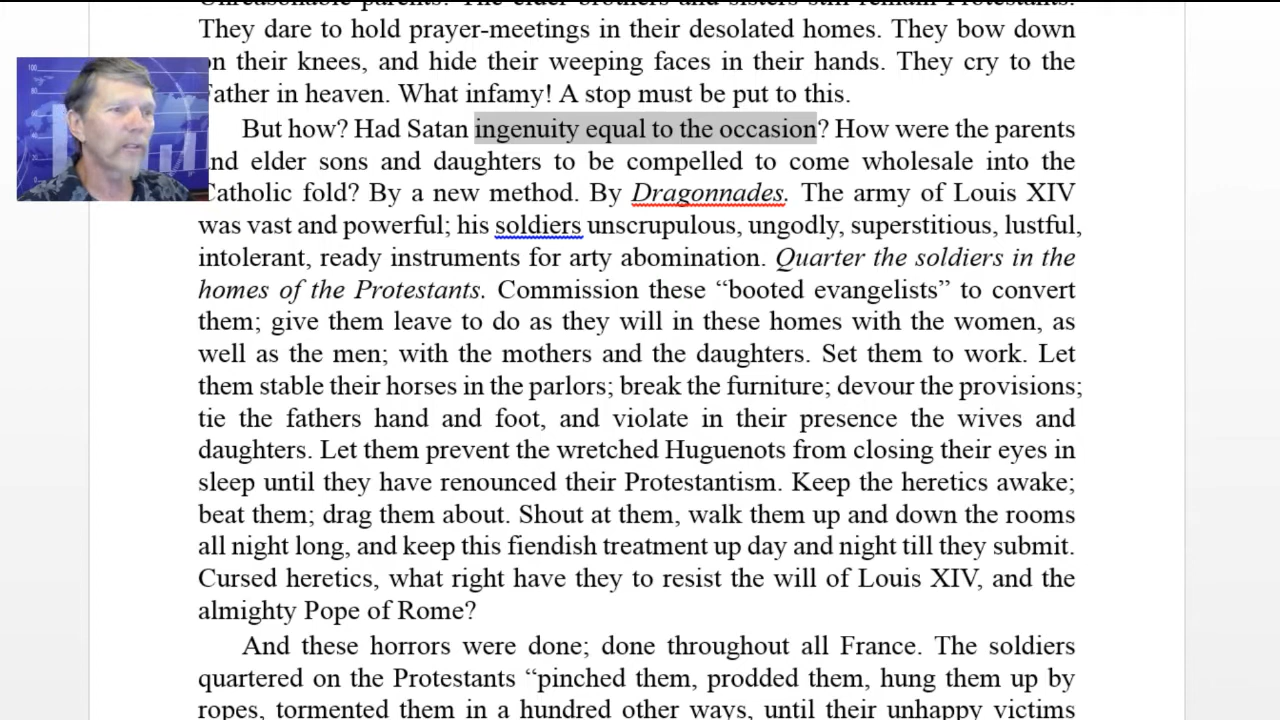 Unreasonable parents! The elder brothers and sisters still remain Protestants.
They dare to hold prayer-meetings in their desolated homes. They bow down
on their knees, and hide their weeping faces in their hands. They cry to the
Father in heaven. What infamy! A stop must be put to this.
But how? Had Satan ingenuity equal to the occasion? How were the parents
and elder sons and daughters to be compelled to come wholesale into the
Catholic fold? By a new method. By Dragonnades. The army of Louis XIV
was vast and powerful; his soldiers unscrupulous, ungodly, superstitious, lustful,
intolerant, ready instruments for arty abomination. Quarter the soldiers in the
homes of the Protestants. Commission these “booted evangelists” to convert
them; give them leave to do as they will in these homes with the women, as
well as the men; with the mothers and the daughters. Set them to work. Let
them stable their horses in the parlors; break the furniture; devour the provisions;
tie the fathers hand and foot, and violate in their presence the wives and
daughters. Let them prevent the wretched Huguenots from closing their eyes in
sleep until they have renounced their Protestantism. Keep the heretics awake;
beat them; drag them about. Shout at them, walk them up and down the rooms
all night long, and keep this fiendish treatment up day and night till they submit.
Cursed heretics, what right have they to resist the will of Louis XIV, and the
almighty Pope of Rome?
And these horrors were done; done throughout all France. The soldiers
quartered on the Protestants “pinched them, prodded them, hung them up by
ropes, tormented them in a hundred other ways, until their unhappy victims